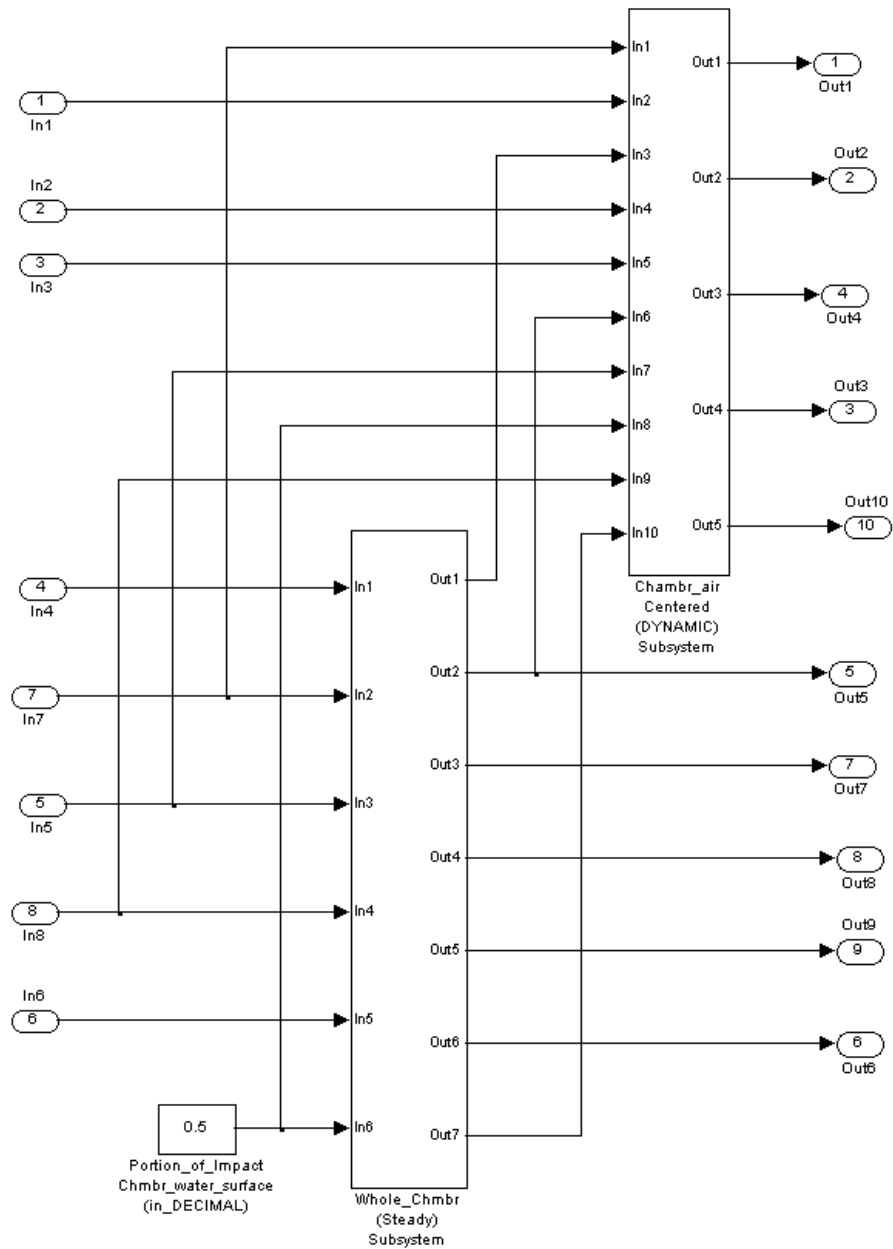 In1
Out1
1
Out1
1
In1
In2
In3
Out2
Out2
2
In2
2
In4
3
In3
In5
Out3
4
Out4
In6
In7
Out3
Out4
3
In8
In9
Out10
Out5
10
In10
Chambr_air
Centered
(DYNAMIC)
Subsystem
4
In4
In1
Out1
Out2
5
Out5
7
In7
In2
Out3
7
Out7
5
In5
In3
Out4
8
Out8
8
In8
In4
Out9
Out5
9
In6
6
In5
Out6
6
Out6
0.5
In6
Out7
Portion_of_Impact
Chmbr_water_surface
(in_DECIMAL)
Whole_Chmbr
(Steady)
Subsystem